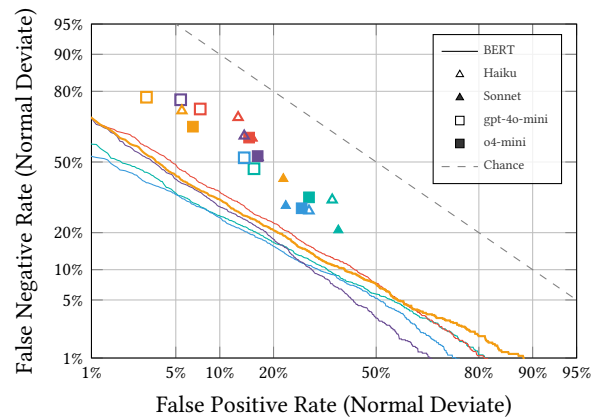 False Negative Rate (Normal Deviate)
95%
90%
80%
50%
20%
10%
5%
1%
BERT
Haiku
Sonnet
gpt-4o-mini
o4-mini
Chance
1%
5%
10%
20%
50%
80%
90%
95%
False Positive Rate (Normal Deviate)